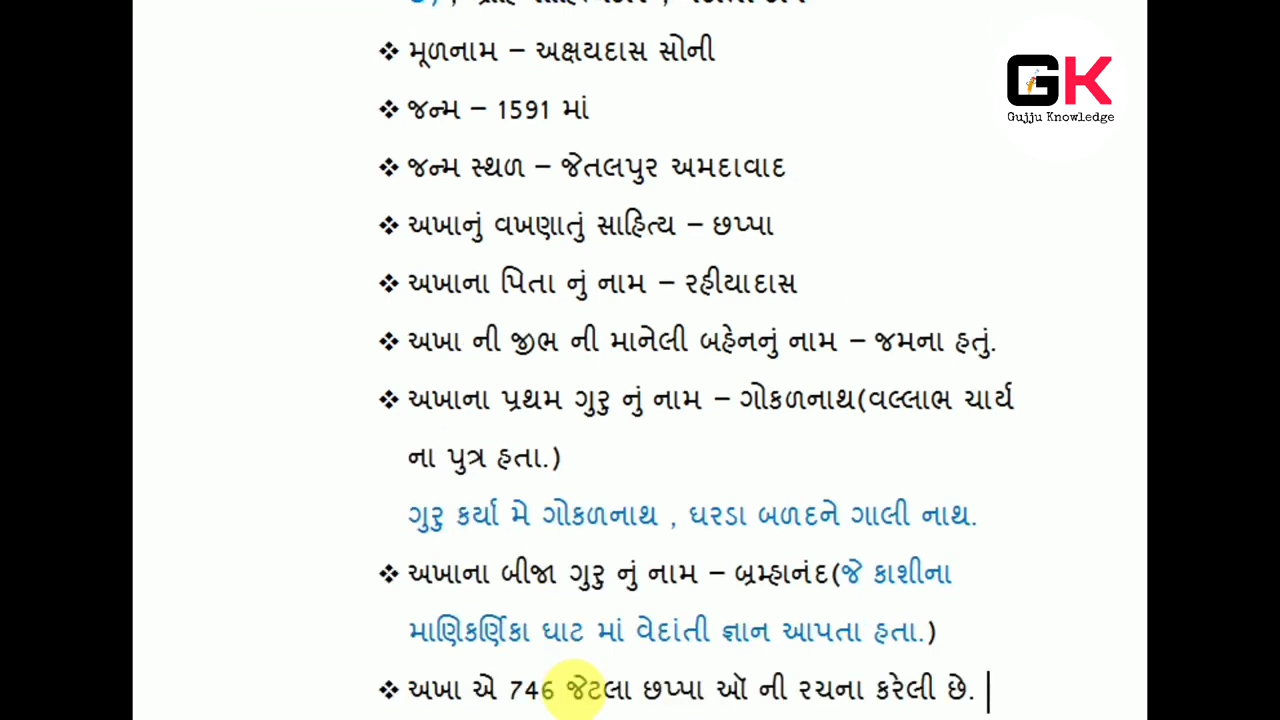 ❖ મૂળનામ – અક્ષયદાસ સોની
GK
Gujju Knowledge
❖ જન્મ – 1591 માં
❖ જન્મ સ્થળ – જેતલપુર અમદાવાદ
❖ અખાનું વખણાતું સાહિત્ય – છપ્પા
❖ અખાના પિતા નું નામ – રહીયાદાસ
❖ અખા ની જીભ ની માનેલી બહેનનું નામ – જમના હતું.
❖ અખાના પ્રથમ ગુરુ નું નામ – ગોકળનાથ(વલ્લાભ ચાર્ય
ના પુત્ર હતા.)
ગુરુ કર્યા મે ગોકળનાથ , ઘરડા બળદને ગાલી નાથ.
❖ અખાના બીજા ગુરુ નું નામ – બ્રમ્હાનંદ(જે કાશીના
માણિકર્ણિકા ઘાટ માં વેદાંતી જ્ઞાન આપતા હતા.)
❖ અખા એ 746 જેટલા છપ્પા ઑ ની રચના કરેલી છે.